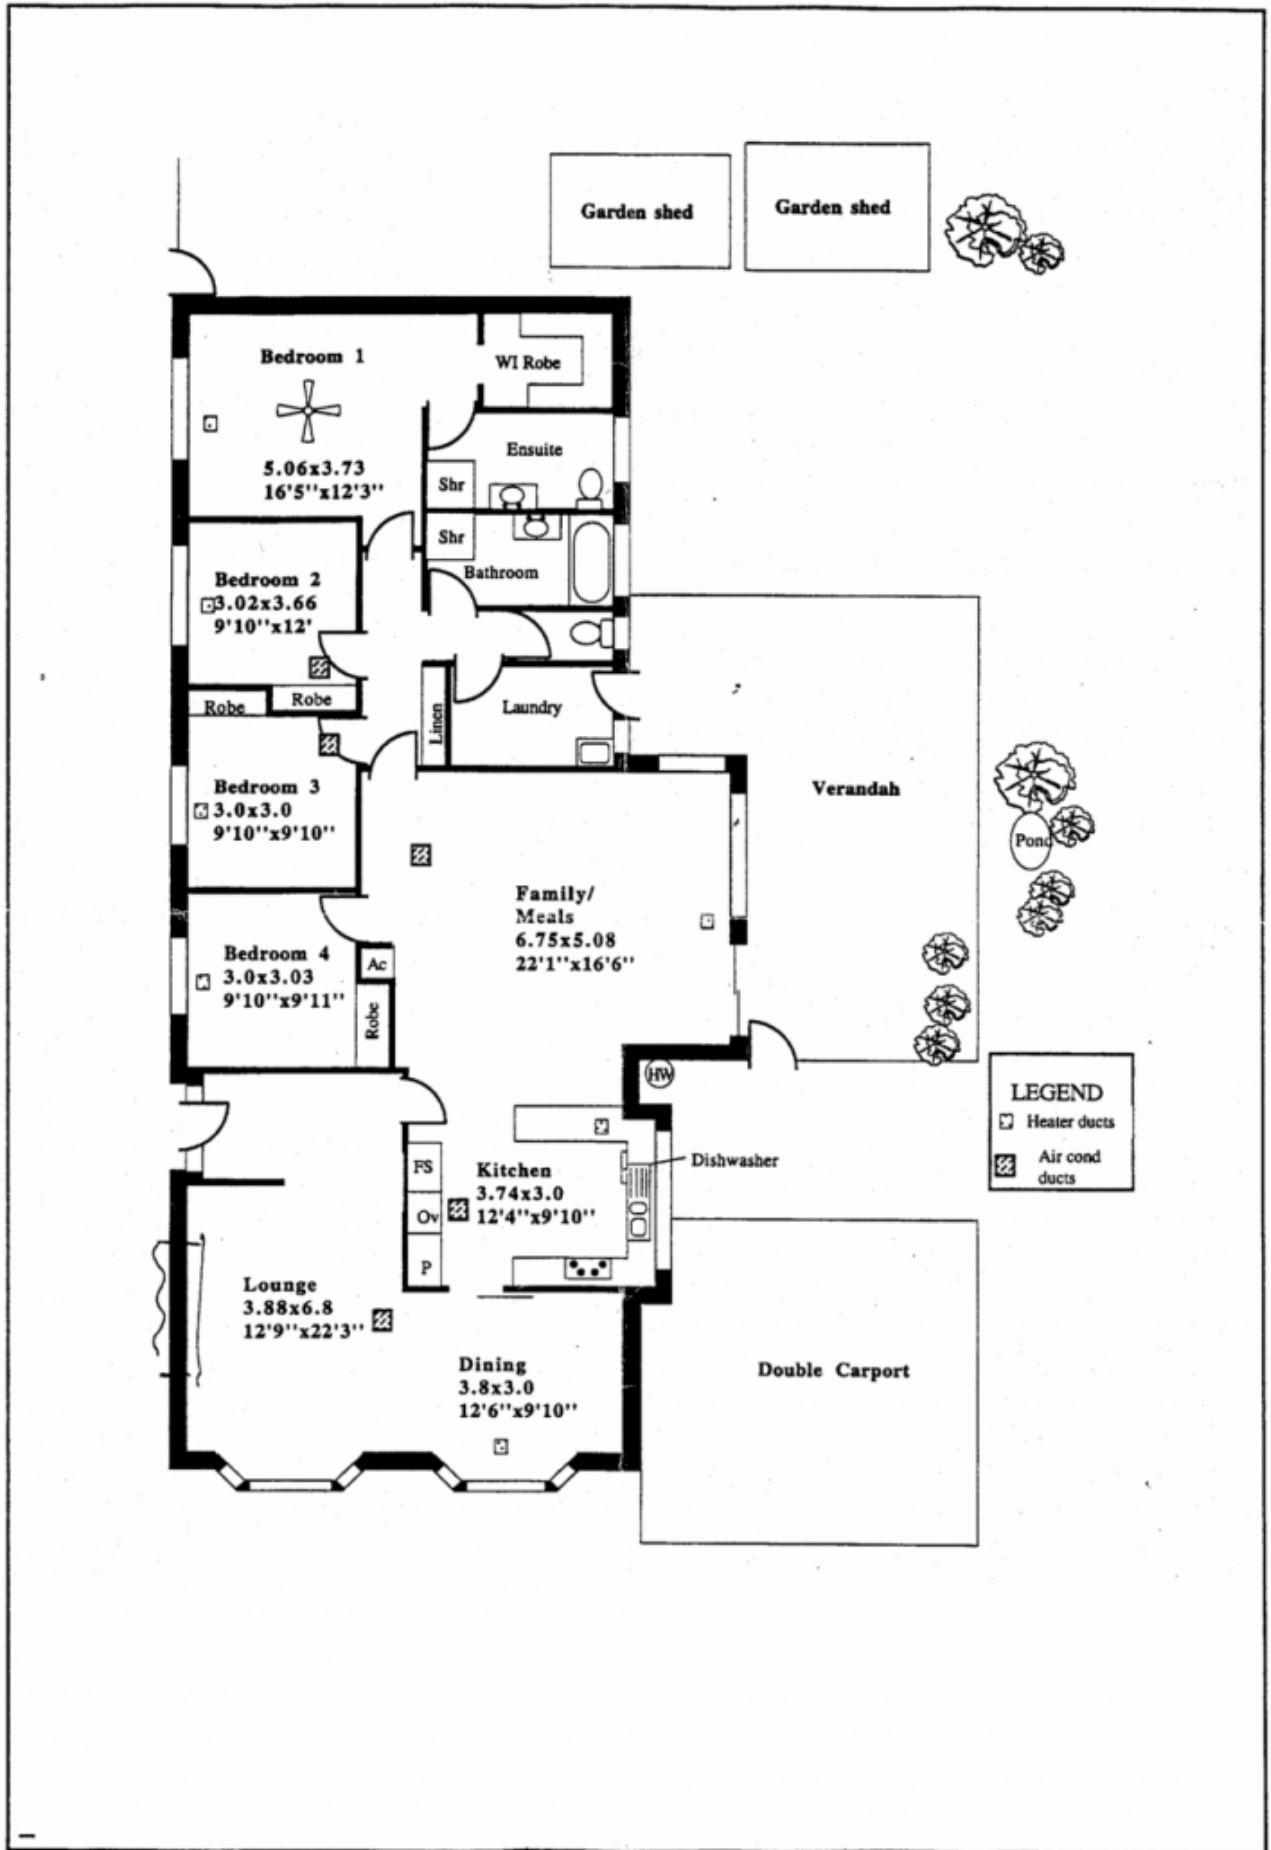 Garden shed
Garden shed
Bedroom 1
WI Robe
5.06x3.73
16'5''x12'3''
Ensuite
Shr
Shr
Bathroom
Bedroom 2
3.02x3.66
9'10''x12'
Robe
Robe
Linen
Laundry
Bedroom 3
3.0x3.0
9'10''x9'10''
Verandah
Pond
Family/
Meals
6.75x5.08
22'1''x16'6''
Bedroom 4
3.0x3.03
9'10''x9'11''
Ac
Robe
HW
LEGEND
Heater ducts
Air cond
ducts
FS
Ov
P
Kitchen
3.74x3.0
12'4''x9'10''
Dishwasher
Lounge
3.88x6.8
12'9''x22'3''
Dining
3.8x3.0
12'6''x9'10''
Double Carport